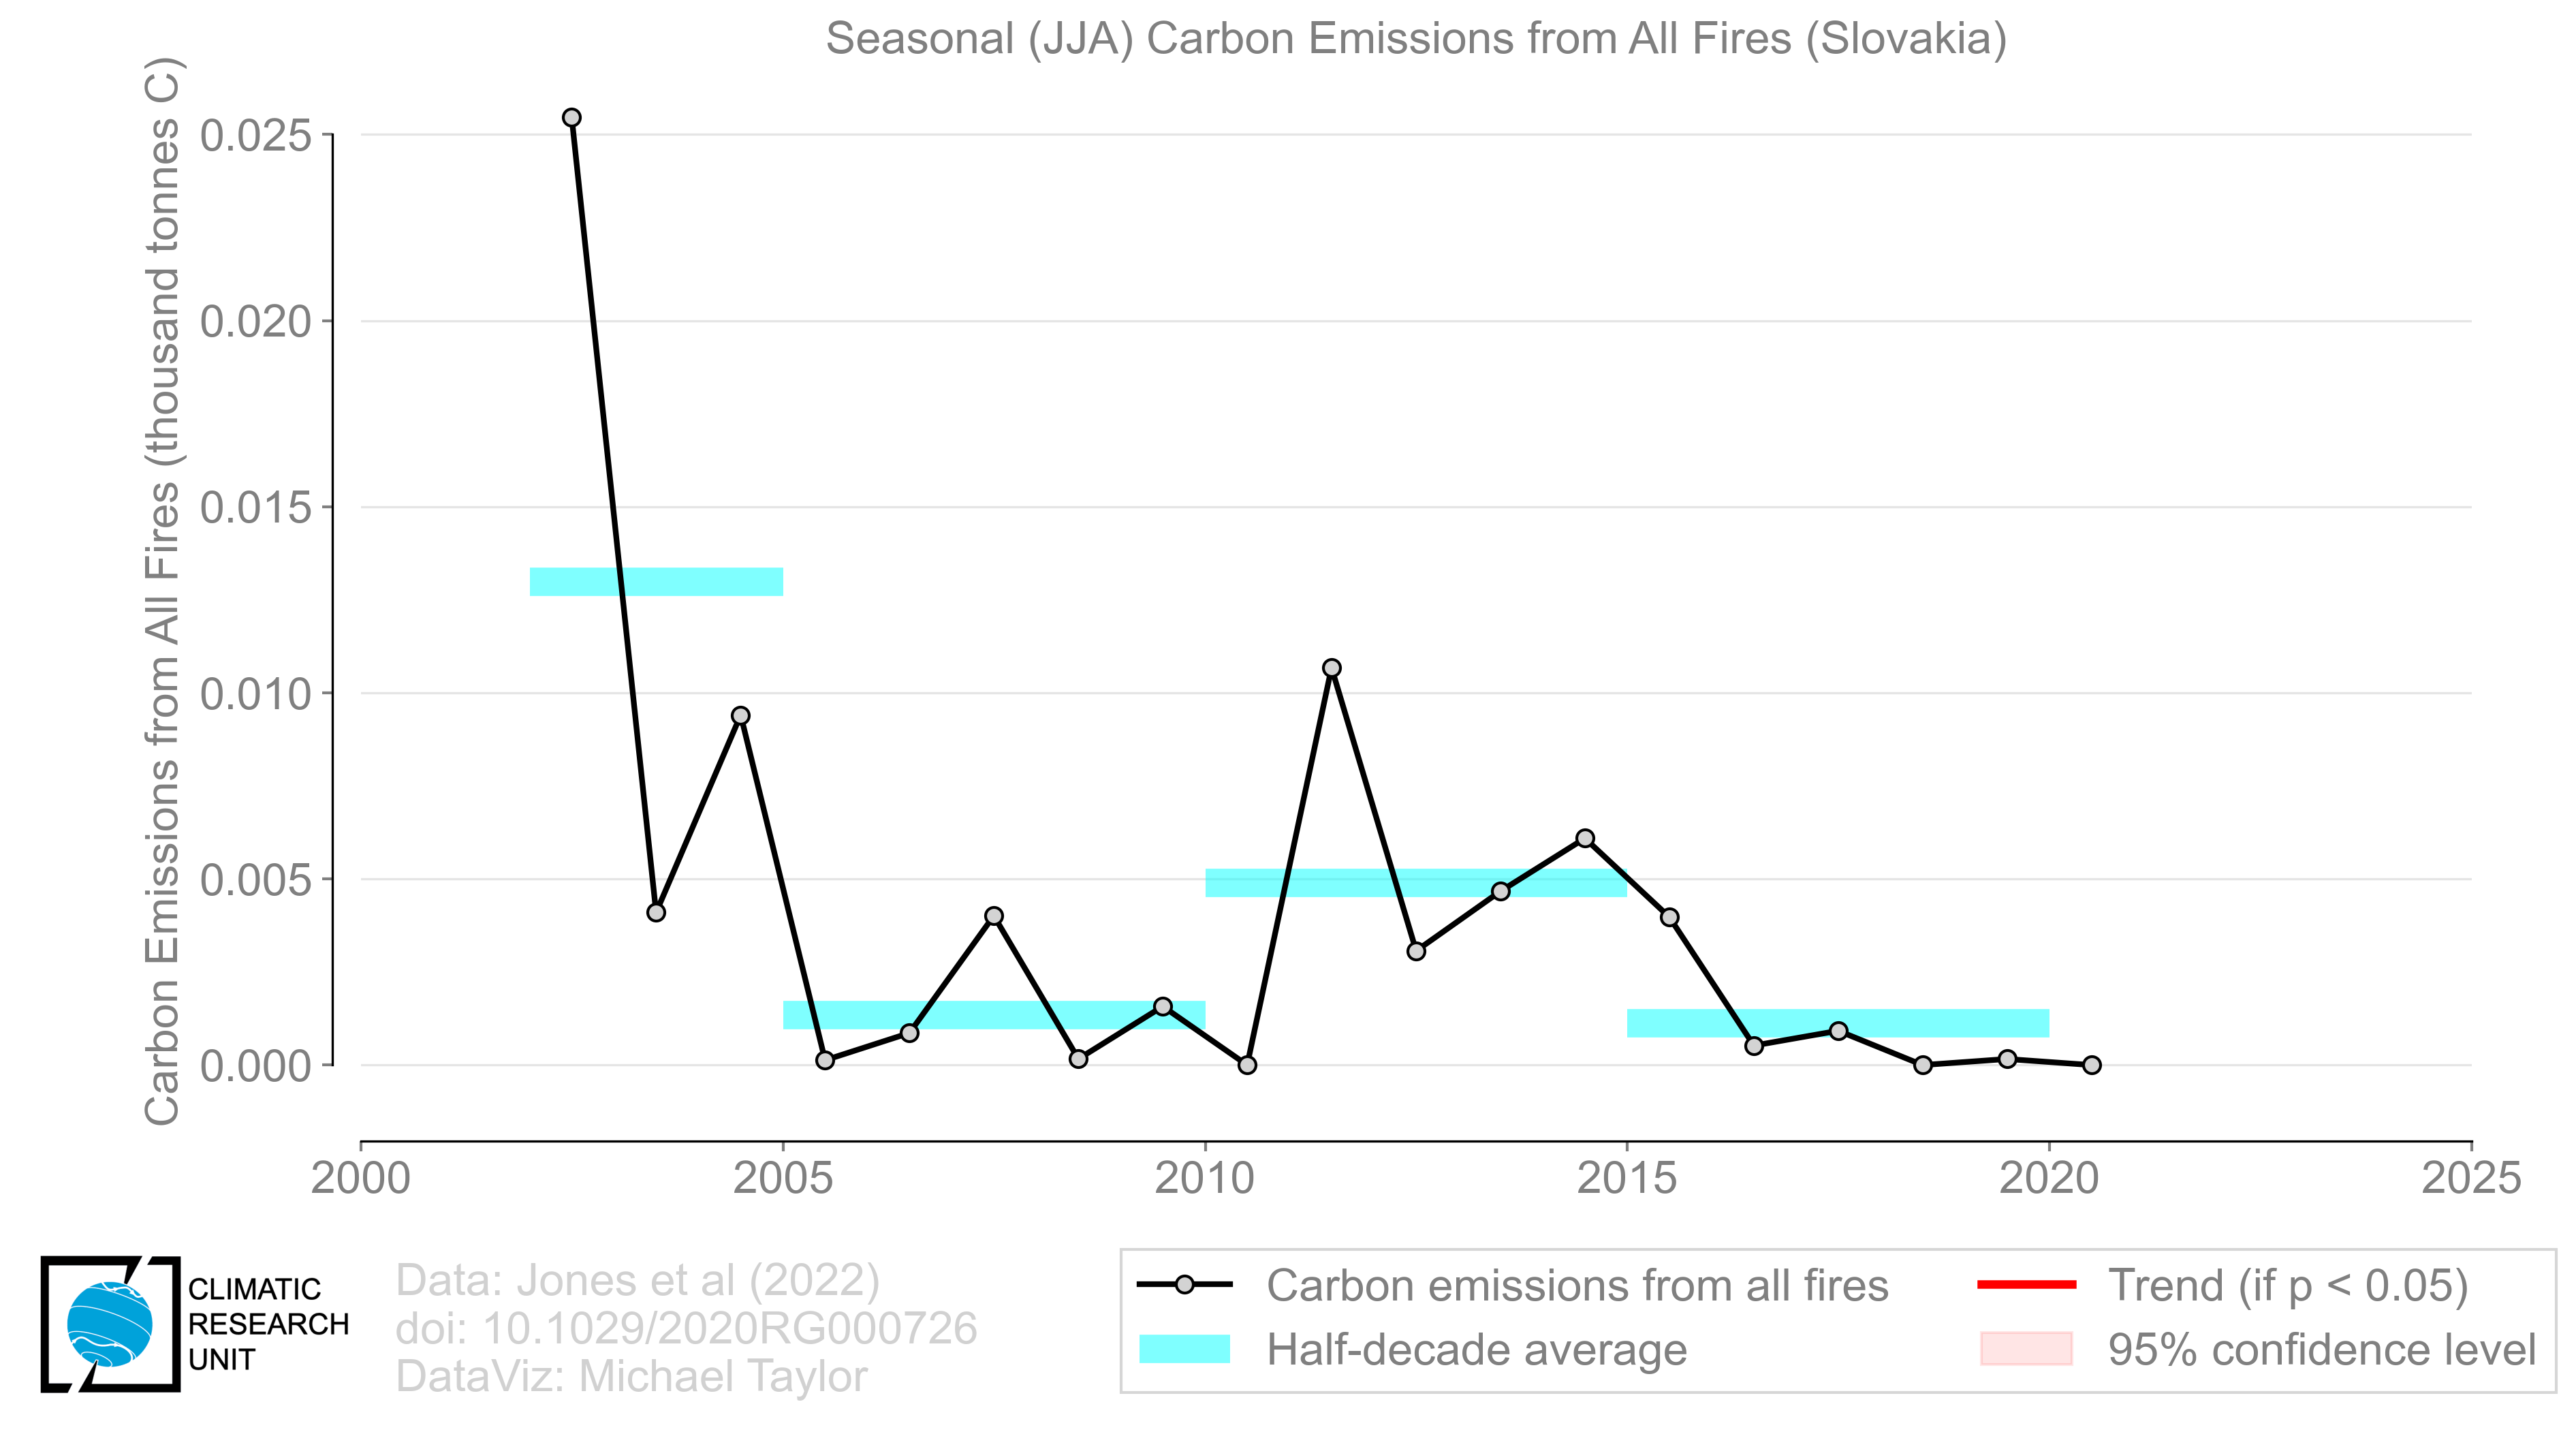 Seasonal (JJA) Carbon Emissions from All Fires (Slovakia)
Carbon Emissions from All Fires (thousand tonnes C)
0.025
0.020
0.015
0.010
0.005
0.000
2000 2005 2010 2015 2020 2025
CLIMATIC
RESEARCH
UNIT
Data: Jones et al (2022)
doi: 10.1029/2020RG000726
DataViz: Michael Taylor
Carbon emissions from all fires
Half-decade average
Trend (if p < 0.05)
95% confidence level